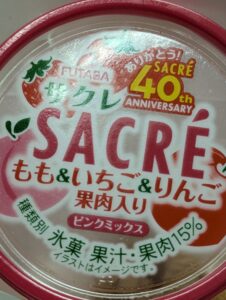 FUTABA
ありがとう!
SACRÉ
40th
ANNIVERSARY
サクレ
SACRÉ
もも&いちご&りんご
果肉入り
ピンクミックス
種類別 氷菓 果汁・果肉15%
イラストはイメージです。